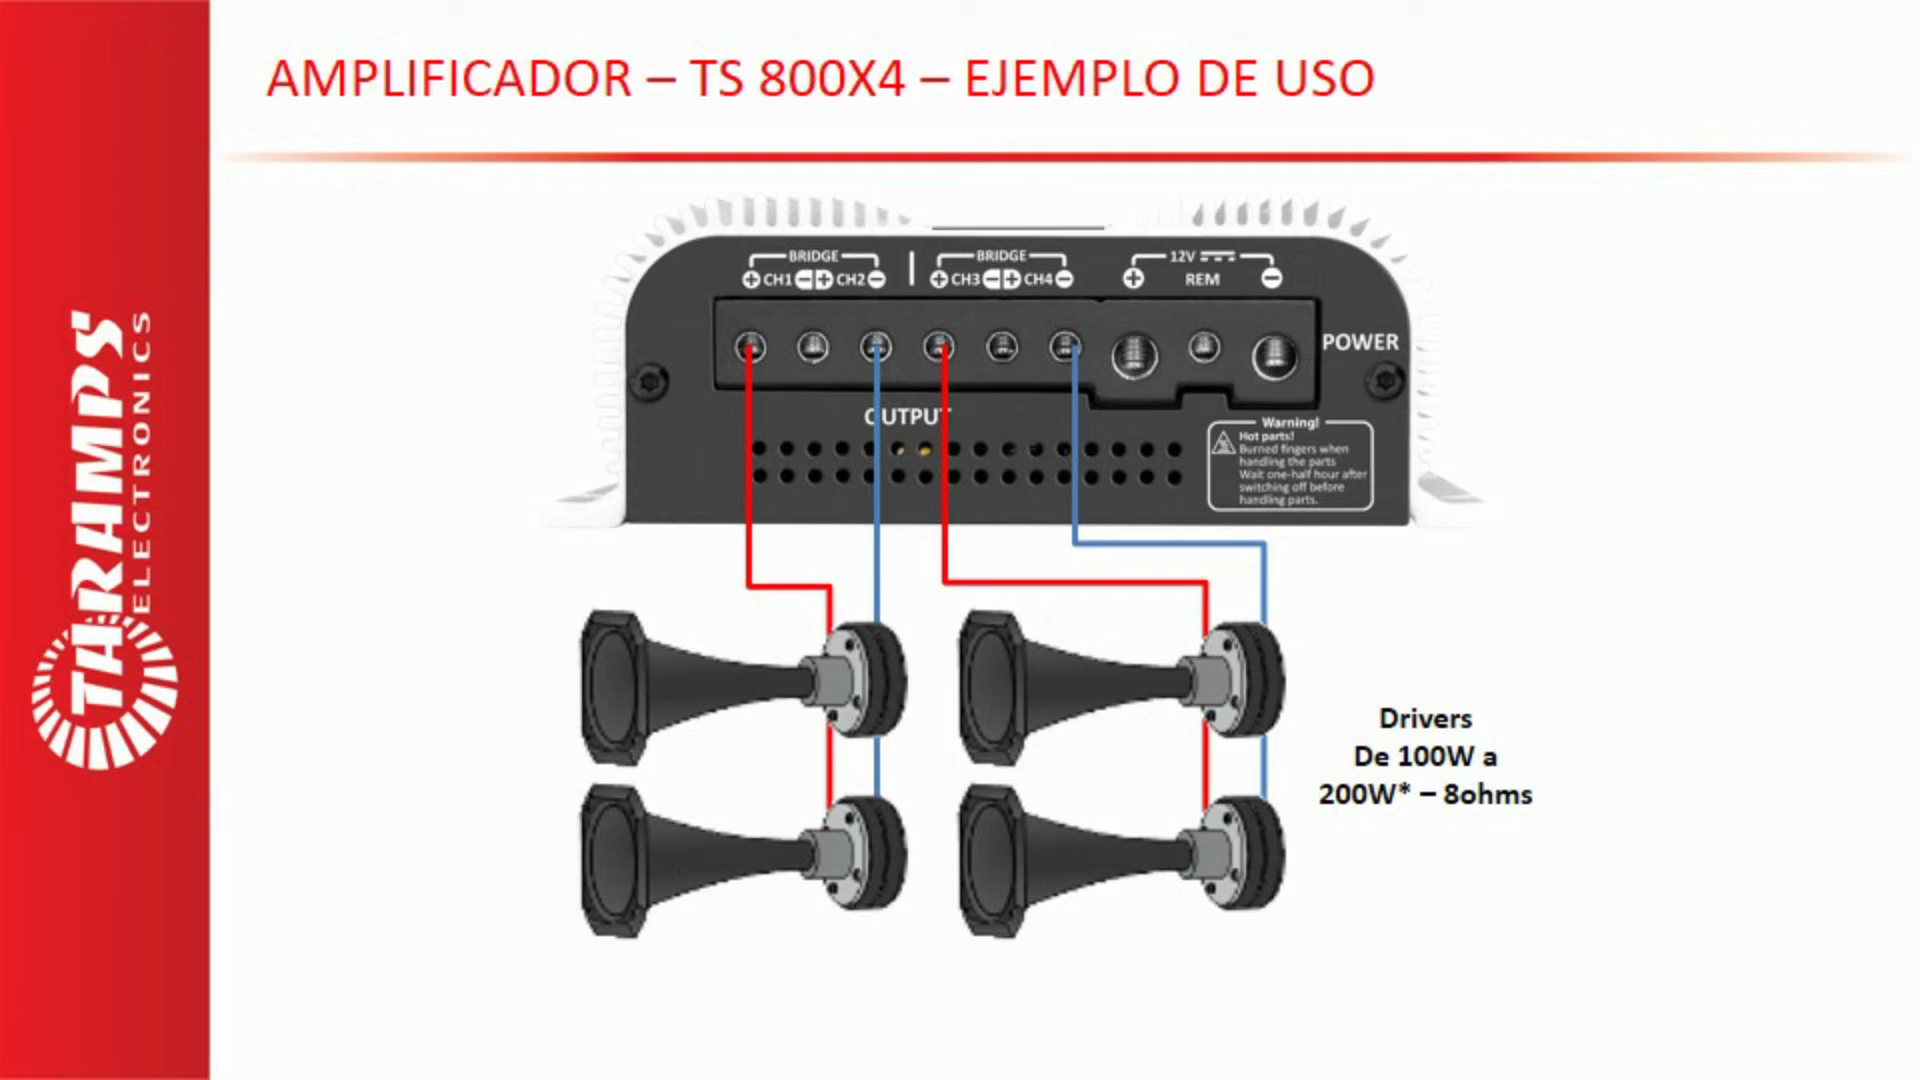 AMPLIFICADOR – TS 800X4 – EJEMPLO DE USO
TARAMPS
ELECTRONICS
BRIDGE
BRIDGE
12V
+ CH1 − + CH2 −
+ CH3 − + CH4 −
+ REM −
POWER
OUTPUT
Warning!
Hot parts!
Burned fingers when
handling the parts
Wait one-half hour after
switching off before
handling parts.
Drivers
De 100W a
200W* – 8ohms